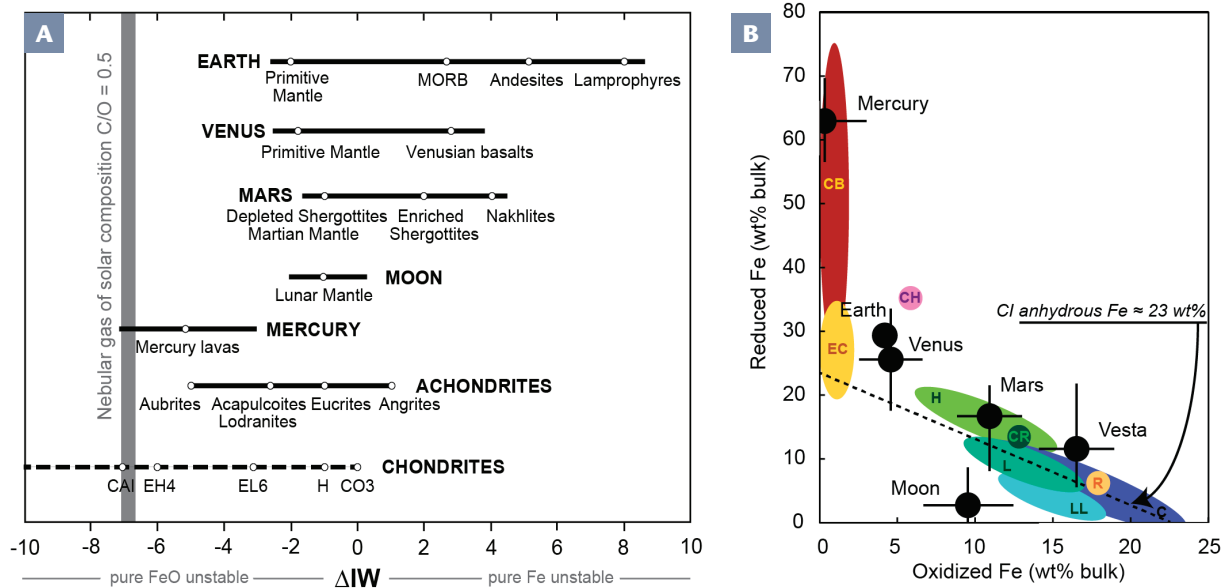 A
Nebular gas of solar composition C/O = 0.5
EARTH
Primitive
Mantle
MORB
Andesites
Lamprophyres
VENUS
Primitive Mantle
Venusian basalts
MARS
Depleted Shergottites
Martian Mantle
Enriched
Shergottites
Nakhlites
MOON
Lunar Mantle
MERCURY
Mercury lavas
ACHONDRITES
Aubrites
Acapulcoites
Lodranites
Eucrites
Angrites
CHONDRITES
CAI
EH4
EL6
H
CO3
-10 -8 -6 -4 -2 0 2 4 6 8 10
pure FeO unstable
ΔIW
pure Fe unstable
B
Reduced Fe (wt% bulk)
80
70
60
50
40
30
20
10
0
Mercury
CB
CH
Earth
EC
Venus
CI anhydrous Fe ≈ 23 wt%
Mars
H
CR
Vesta
L
R
Moon
LL
C
0 5 10 15 20 25
Oxidized Fe (wt% bulk)